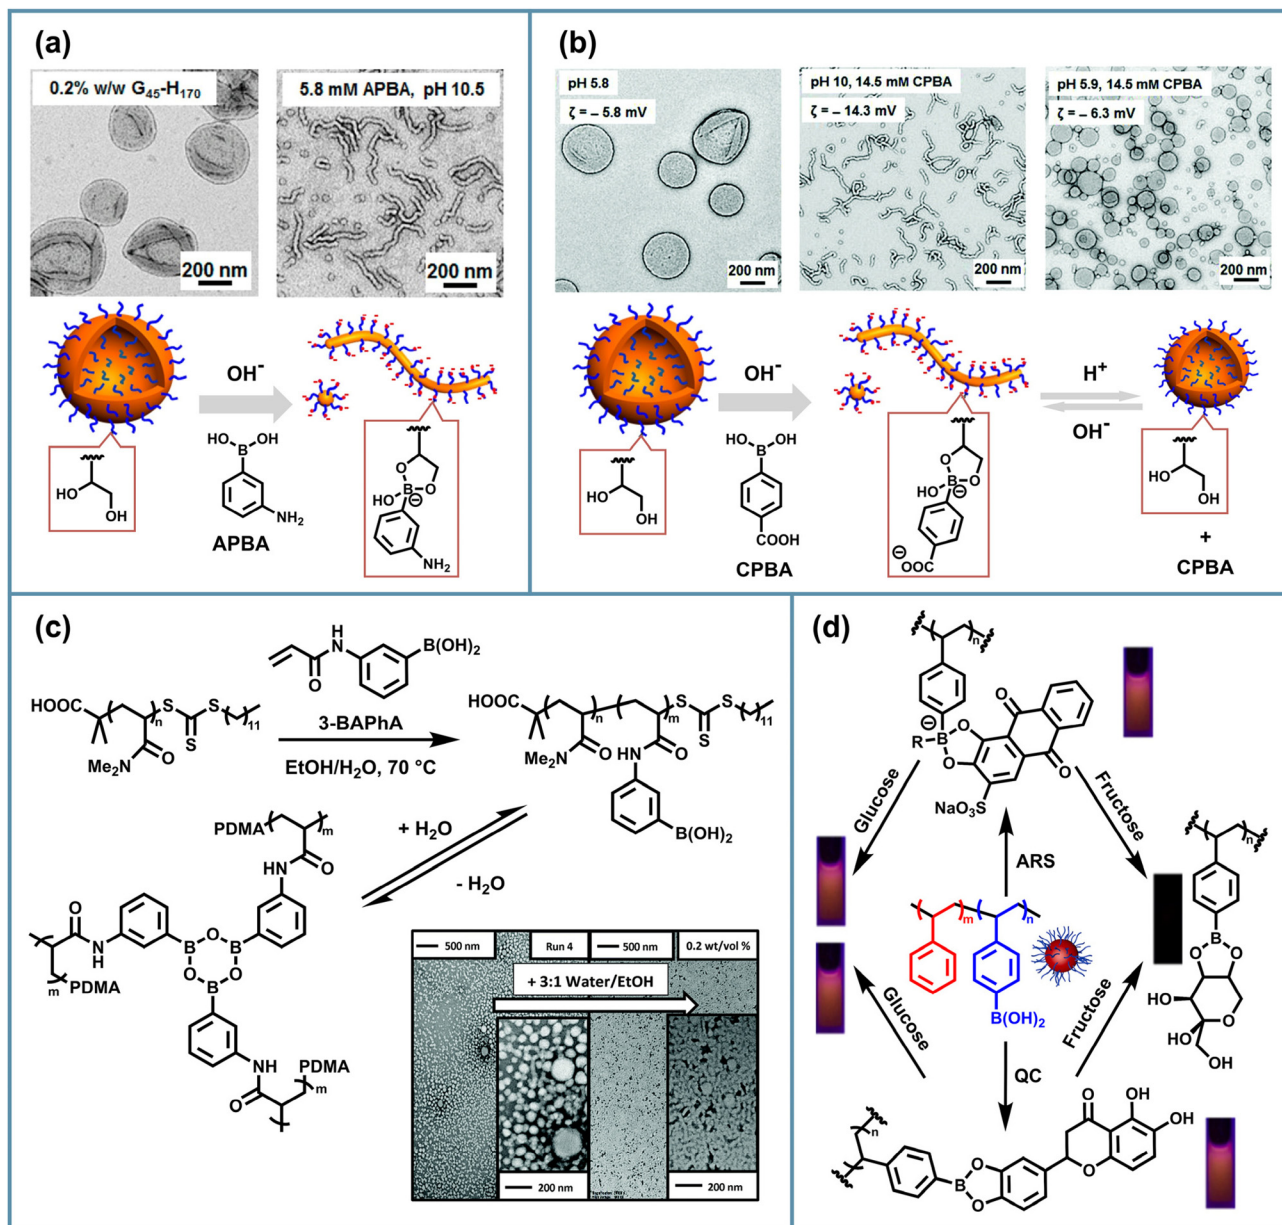 (a)
0.2% w/w G45-H170
5.8 mM APBA, pH 10.5
200 nm
200 nm
OH-
HO
OH
B
NH2
APBA
HO
OH
O
B
O
HO
⊖
NH2
(b)
pH 5.8
ζ = – 5.8 mV
pH 10, 14.5 mM CPBA
ζ = – 14.3 mV
pH 5.9, 14.5 mM CPBA
ζ = – 6.3 mV
200 nm
200 nm
200 nm
OH-
H+
OH-
HO
OH
B
COOH
CPBA
HO
OH
O
B
O
HO
⊖
⊖
OOC
HO
OH
+
CPBA
(c)
H
N
O
B(OH)2
3-BAPhA
EtOH/H2O, 70 °C
HOOC
n
S
S
S
11
Me2N
O
HOOC
n
m
S
S
S
11
Me2N
O
HN
O
B(OH)2
+ H2O
- H2O
PDMA
m
O
NH
O
H
N
m
PDMA
B
O
B
O
O
B
H
N
O
PDMA
m
500 nm
Run 4
500 nm
0.2 wt/vol %
+ 3:1 Water/EtOH
200 nm
200 nm
(d)
n
R
B
⊖
O
O
O
O
NaO3S
Glucose
Fructose
ARS
m
n
B(OH)2
Glucose
Fructose
QC
n
B
O
O
HO
O
HO
HO
OH
n
B
O
O
O
O
OH
OH